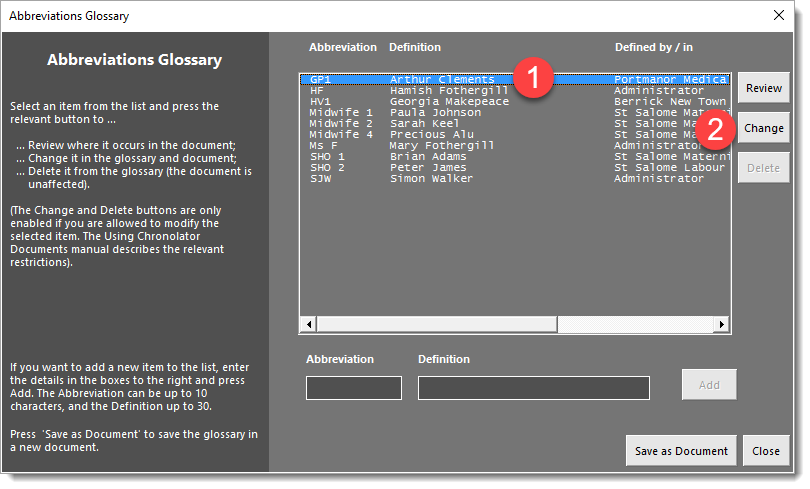 Abbreviations Glossary
Abbreviations Glossary
Select an item from the list and press the
relevant button to ...
... Review where it occurs in the document;
... Change it in the glossary and document;
... Delete it from the glossary (the document is
unaffected).
(The Change and Delete buttons are only
enabled if you are allowed to modify the
selected item. The Using Chronolator
Documents manual describes the relevant
restrictions).
If you want to add a new item to the list, enter
the details in the boxes to the right and press
Add. The Abbreviation can be up to 10
characters, and the Definition up to 30.
Press 'Save as Document' to save the glossary in
a new document.
Abbreviation Definition Defined by / in
GP1 Arthur Clements Portmanor Medica
HF Hamish Fothergill Administrator
HV1 Georgia Makepeace Berrick New Town
Midwife 1 Paula Johnson St Salome Materni
Midwife 2 Sarah Keel St Salome Ma
Midwife 4 Precious Alu St Salome Ma
Ms F Mary Fothergill Administrator
SHO 1 Brian Adams St Salome Materni
SHO 2 Peter James St Salome Labour
SJW Simon Walker Administrator
1
2
Review
Change
Delete
Abbreviation Definition
Add
Save as Document Close